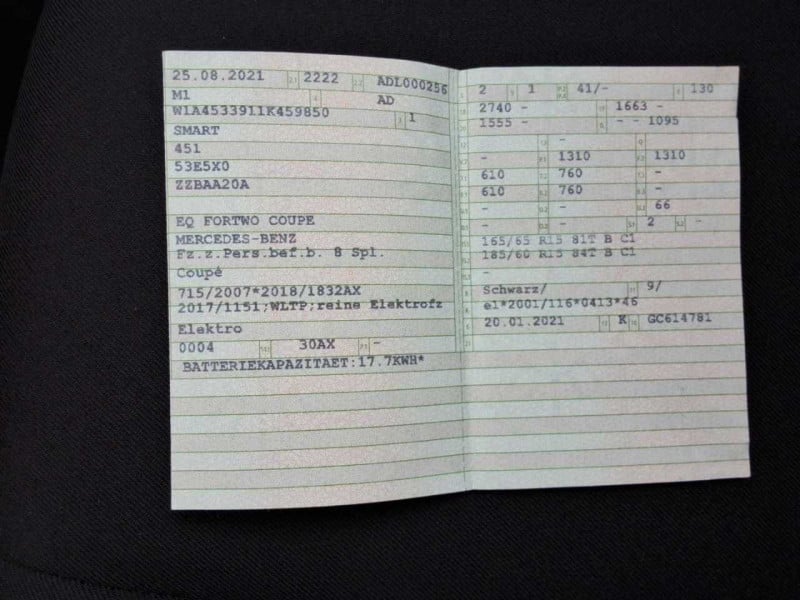 25.08.2021 2222 ADL000256
M1 AD
W1A4533911K459850 1
SMART
451
53E5X0
ZZBAA20A
EQ FORTWO COUPE
MERCEDES-BENZ
Fz.z.Pers.bef.b. 8 Spl.
Coupé
715/2007*2018/1832AX
2017/1151;WLTP;reine Elektrofz
Elektro
0004 30AX -
BATTERIEKAPAZITAET:17.7KWH*
2 1 41/- 130
2740 - 1663 -
1555 - - - 1095
-
- 1310 1310
610 760 -
610 760 -
- - 66
- - 2 -
165/65 R15 81T B C1
185/60 R15 84T B C1
-
Schwarz/ 9/
e1*2001/116*0413*46
20.01.2021 K GC614781